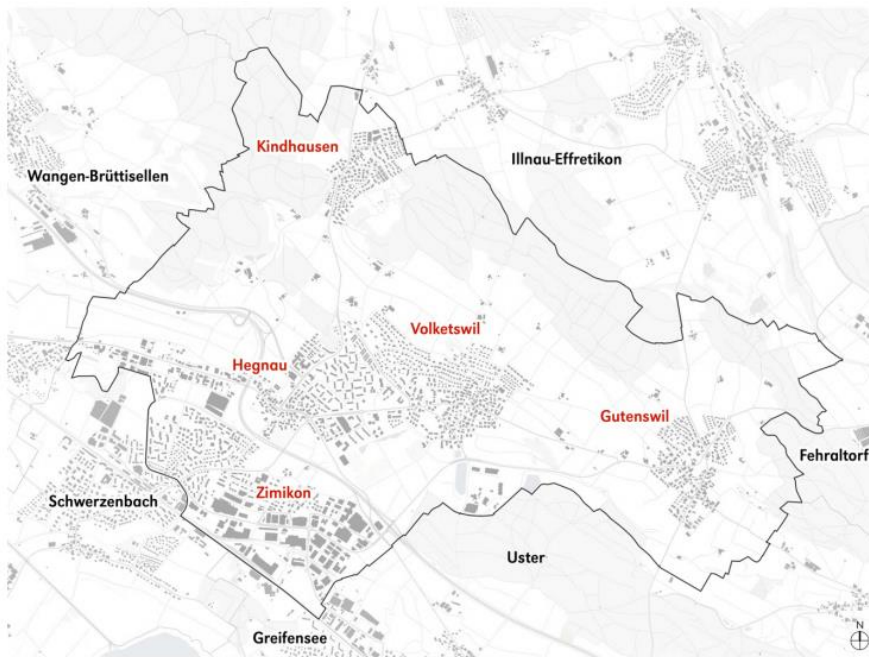 Kindhausen
Illnau-Effretikon
Wangen-Brüttisellen
Volketswil
Hegnau
Gutenswil
Fehraltorf
Zimikon
Schwerzenbach
Uster
Greifensee
N